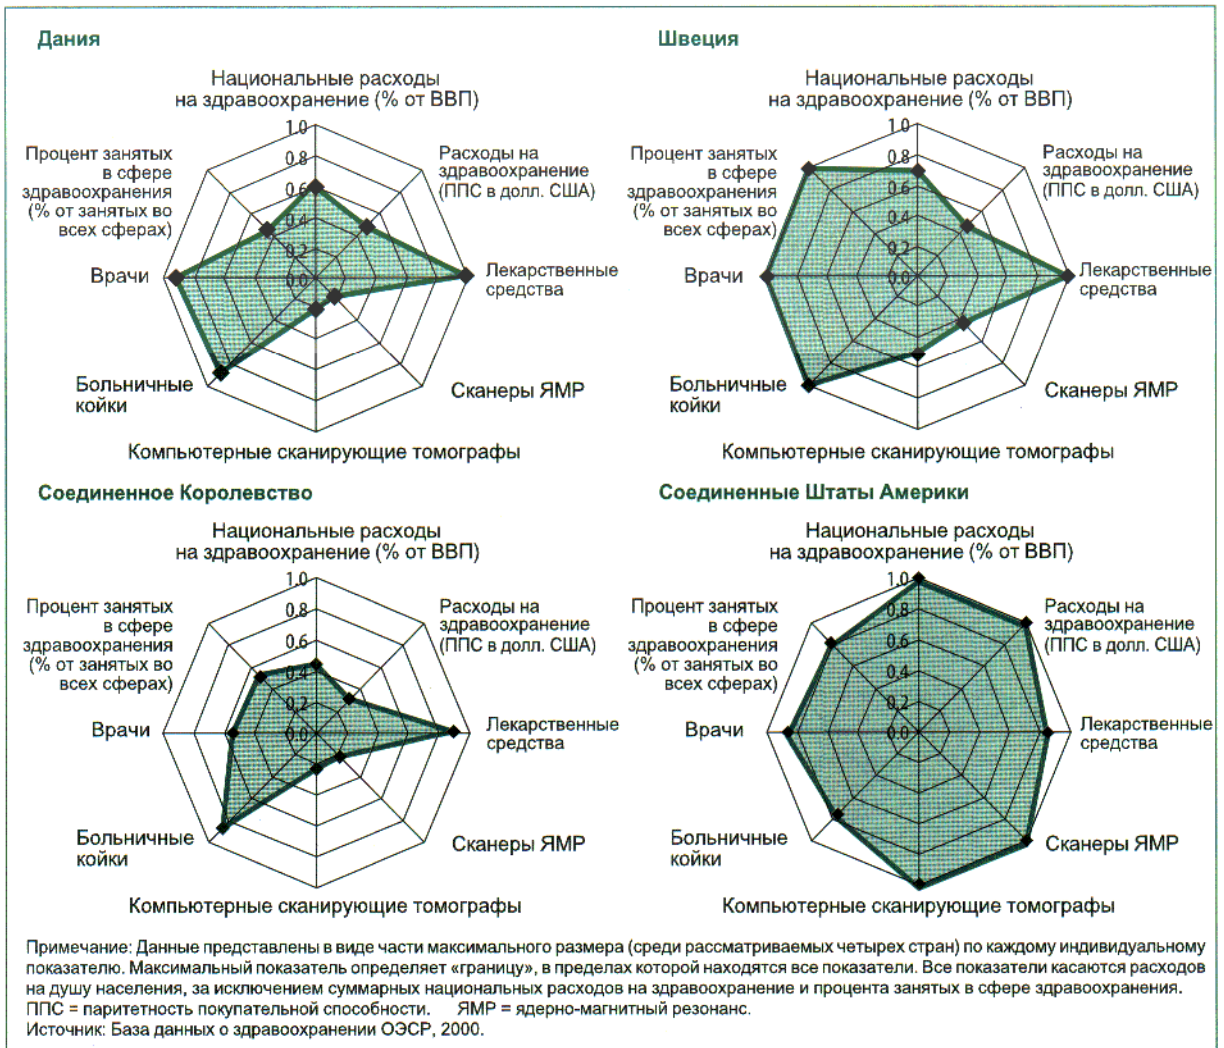 Дания
Национальные расходы
на здравоохранение (% от ВВП)
1.0
0.8
0.6
0.4
0.2
0.0
Процент занятых
в сфере
здравоохранения
(% от занятых во
всех сферах)
Расходы на
здравоохранение
(ППС в долл. США)
Врачи
Лекарственные
средства
Больничные
койки
Сканеры ЯМР
Компьютерные сканирующие томографы
Швеция
Национальные расходы
на здравоохранение (% от ВВП)
1.0
0.8
0.6
0.4
0.2
0.0
Процент занятых
в сфере
здравоохранения
(% от занятых во
всех сферах)
Расходы на
здравоохранение
(ППС в долл. США)
Врачи
Лекарственные
средства
Больничные
койки
Сканеры ЯМР
Компьютерные сканирующие томографы
Соединенное Королевство
Национальные расходы
на здравоохранение (% от ВВП)
1.0
0.8
0.6
0.4
0.2
0.0
Процент занятых
в сфере
здравоохранения
(% от занятых во
всех сферах)
Расходы на
здравоохранение
(ППС в долл. США)
Врачи
Лекарственные
средства
Больничные
койки
Сканеры ЯМР
Компьютерные сканирующие томографы
Соединенные Штаты Америки
Национальные расходы
на здравоохранение (% от ВВП)
1.0
0.8
0.6
0.4
0.2
0.0
Процент занятых
в сфере
здравоохранения
(% от занятых во
всех сферах)
Расходы на
здравоохранение
(ППС в долл. США)
Врачи
Лекарственные
средства
Больничные
койки
Сканеры ЯМР
Компьютерные сканирующие томографы
Примечание: Данные представлены в виде части максимального размера (среди рассматриваемых четырех стран) по каждому индивидуальному
показателю. Максимальный показатель определяет «границу», в пределах которой находятся все показатели. Все показатели касаются расходов
на душу населения, за исключением суммарных национальных расходов на здравоохранение и процента занятых в сфере здравоохранения.
ППС = паритетность покупательной способности. ЯМР = ядерно-магнитный резонанс.
Источник: База данных о здравоохранении ОЭСР, 2000.